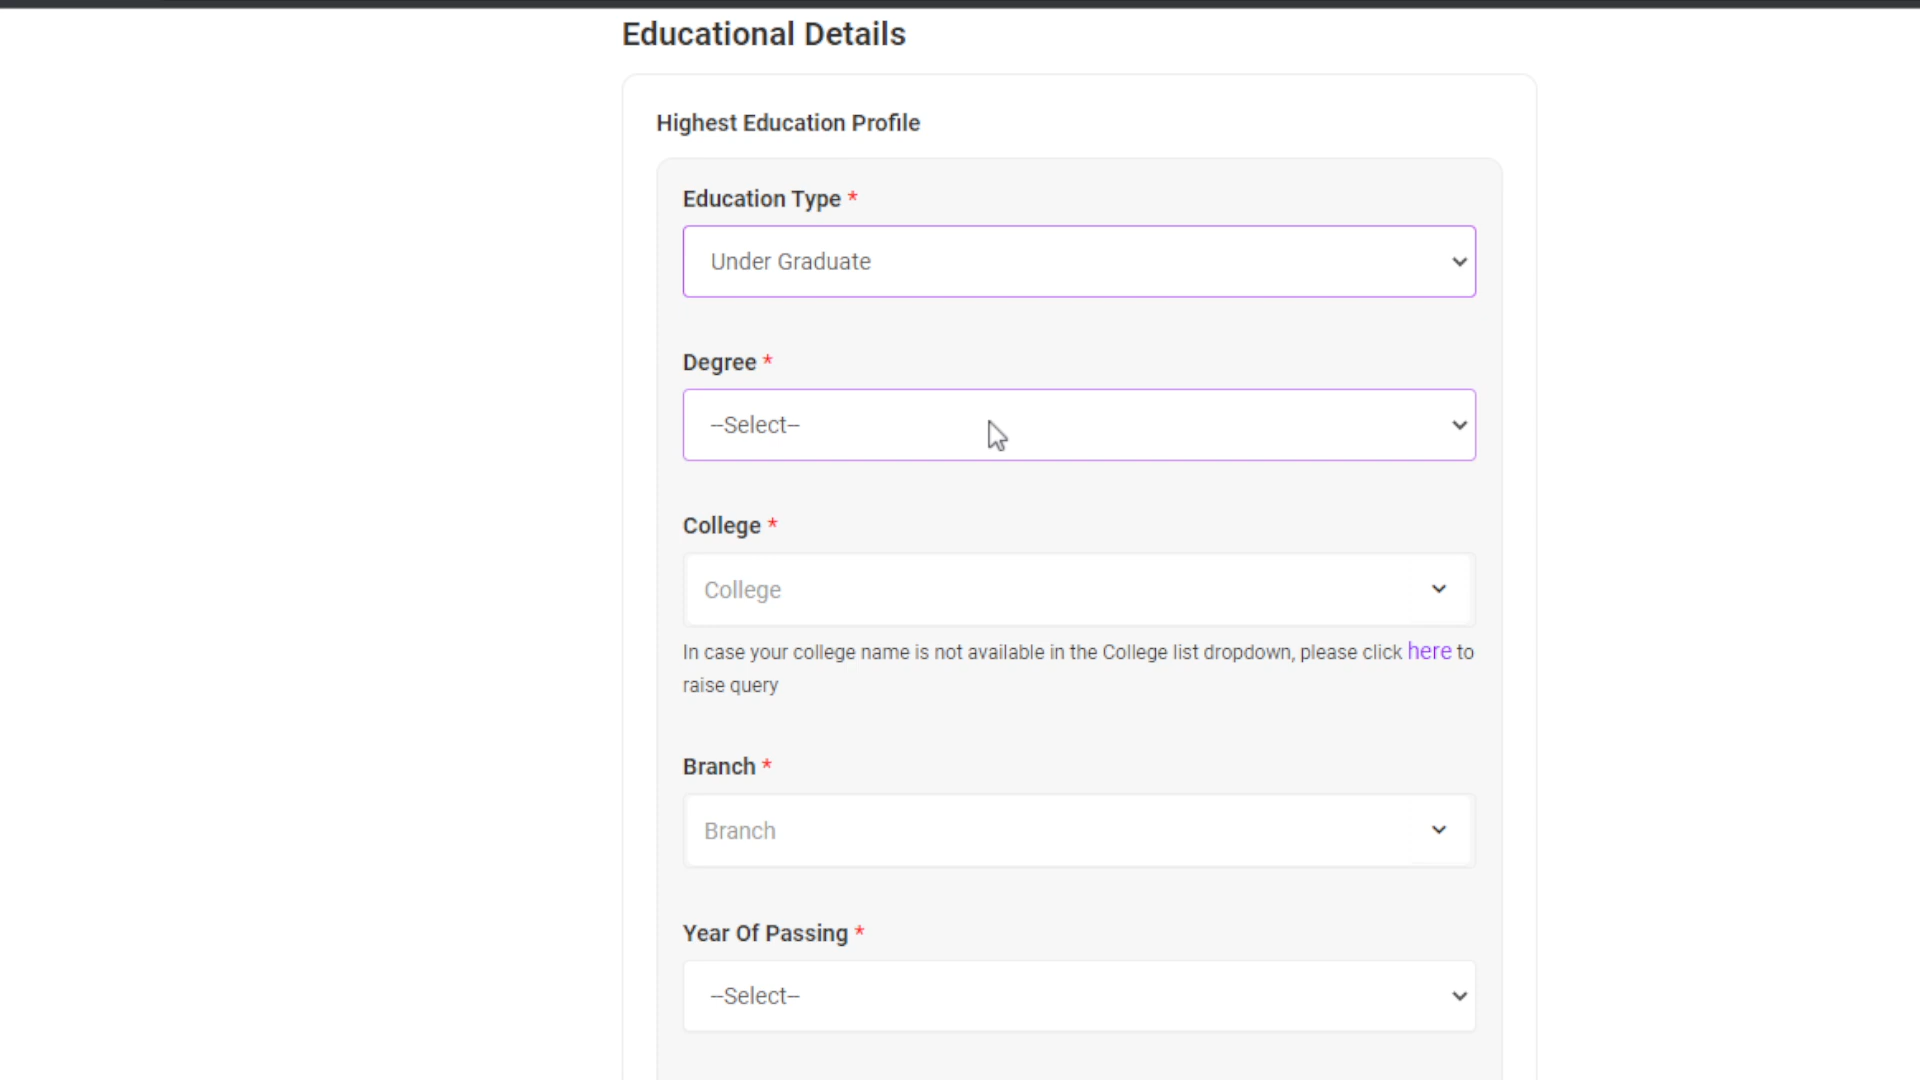 Educational Details
Highest Education Profile
Education Type *
Under Graduate
Degree *
--Select--
College *
College
In case your college name is not available in the College list dropdown, please click here to
raise query
Branch *
Branch
Year Of Passing *
--Select--